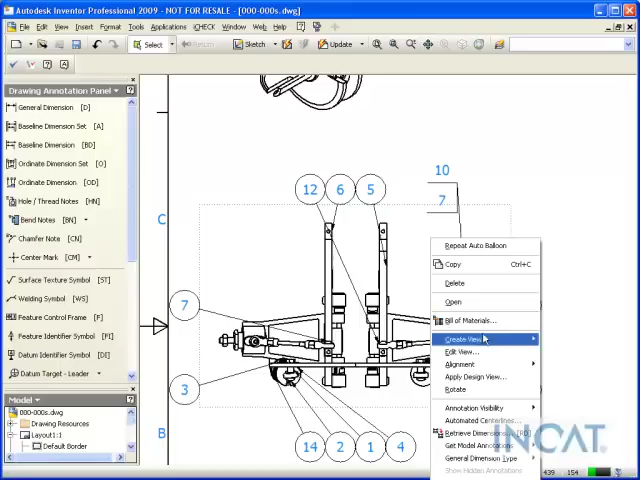 Autodesk Inventor Professional 2009 - NOT FOR RESALE - [000-000s.dwg]
File Edit View Insert Format Tools Applications iCHECK Window Web Help
Select Return Sketch Update
Drawing Annotation Panel
General Dimension [D]
Baseline Dimension Set [A]
Baseline Dimension [BD]
Ordinate Dimension Set [O]
Ordinate Dimension [OD]
Hole / Thread Notes [HN]
Bend Notes [BN]
Chamfer Note [CN]
Center Mark [CM]
Surface Texture Symbol [ST]
Welding Symbol [WS]
Feature Control Frame [F]
Feature Identifier Symbol [FI]
Datum Identifier Symbol [DI]
Datum Target - Leader
Model
000-000s.dwg
Drawing Resources
Layout1:1
Default Border
C
B
10
7
12 6 5
7
3
14 2 1 4
Repeat Auto Balloon
Copy Ctrl+C
Delete
Open
Bill of Materials...
Create View
Edit View...
Alignment
Apply Design View...
Rotate
Annotation Visibility
Automated Centerlines...
Retrieve Dimensions... [RD]
Get Model Annotations
General Dimension Type
Show Hidden Annotations
INCAT
439 .154